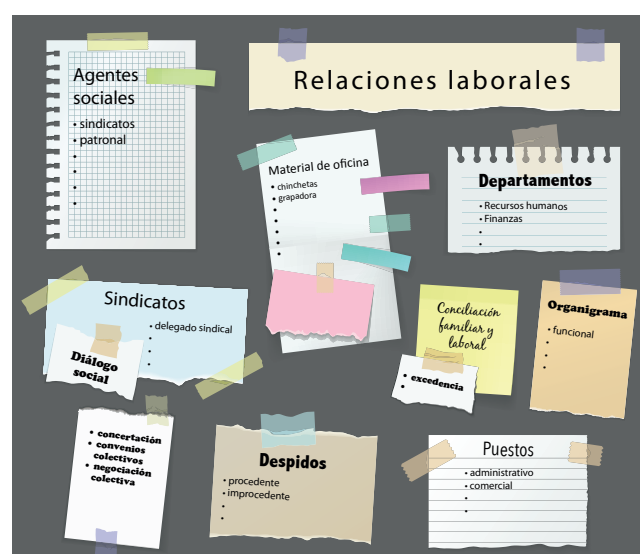 Relaciones laborales
Agentes
sociales
• sindicatos
• patronal
•
•
•
•
Material de oficina
• chinchetas
• grapadora
•
•
•
•
•
Departamentos
• Recursos humanos
• Finanzas
•
•
Sindicatos
• delegado sindical
•
•
•
Diálogo
social
Conciliación
familiar y
laboral
• excedencia
•
Organigrama
• funcional
•
•
•
• concertación
• convenios
colectivos
• negociación
colectiva
Despidos
• procedente
• improcedente
•
•
Puestos
• administrativo
• comercial
•
•